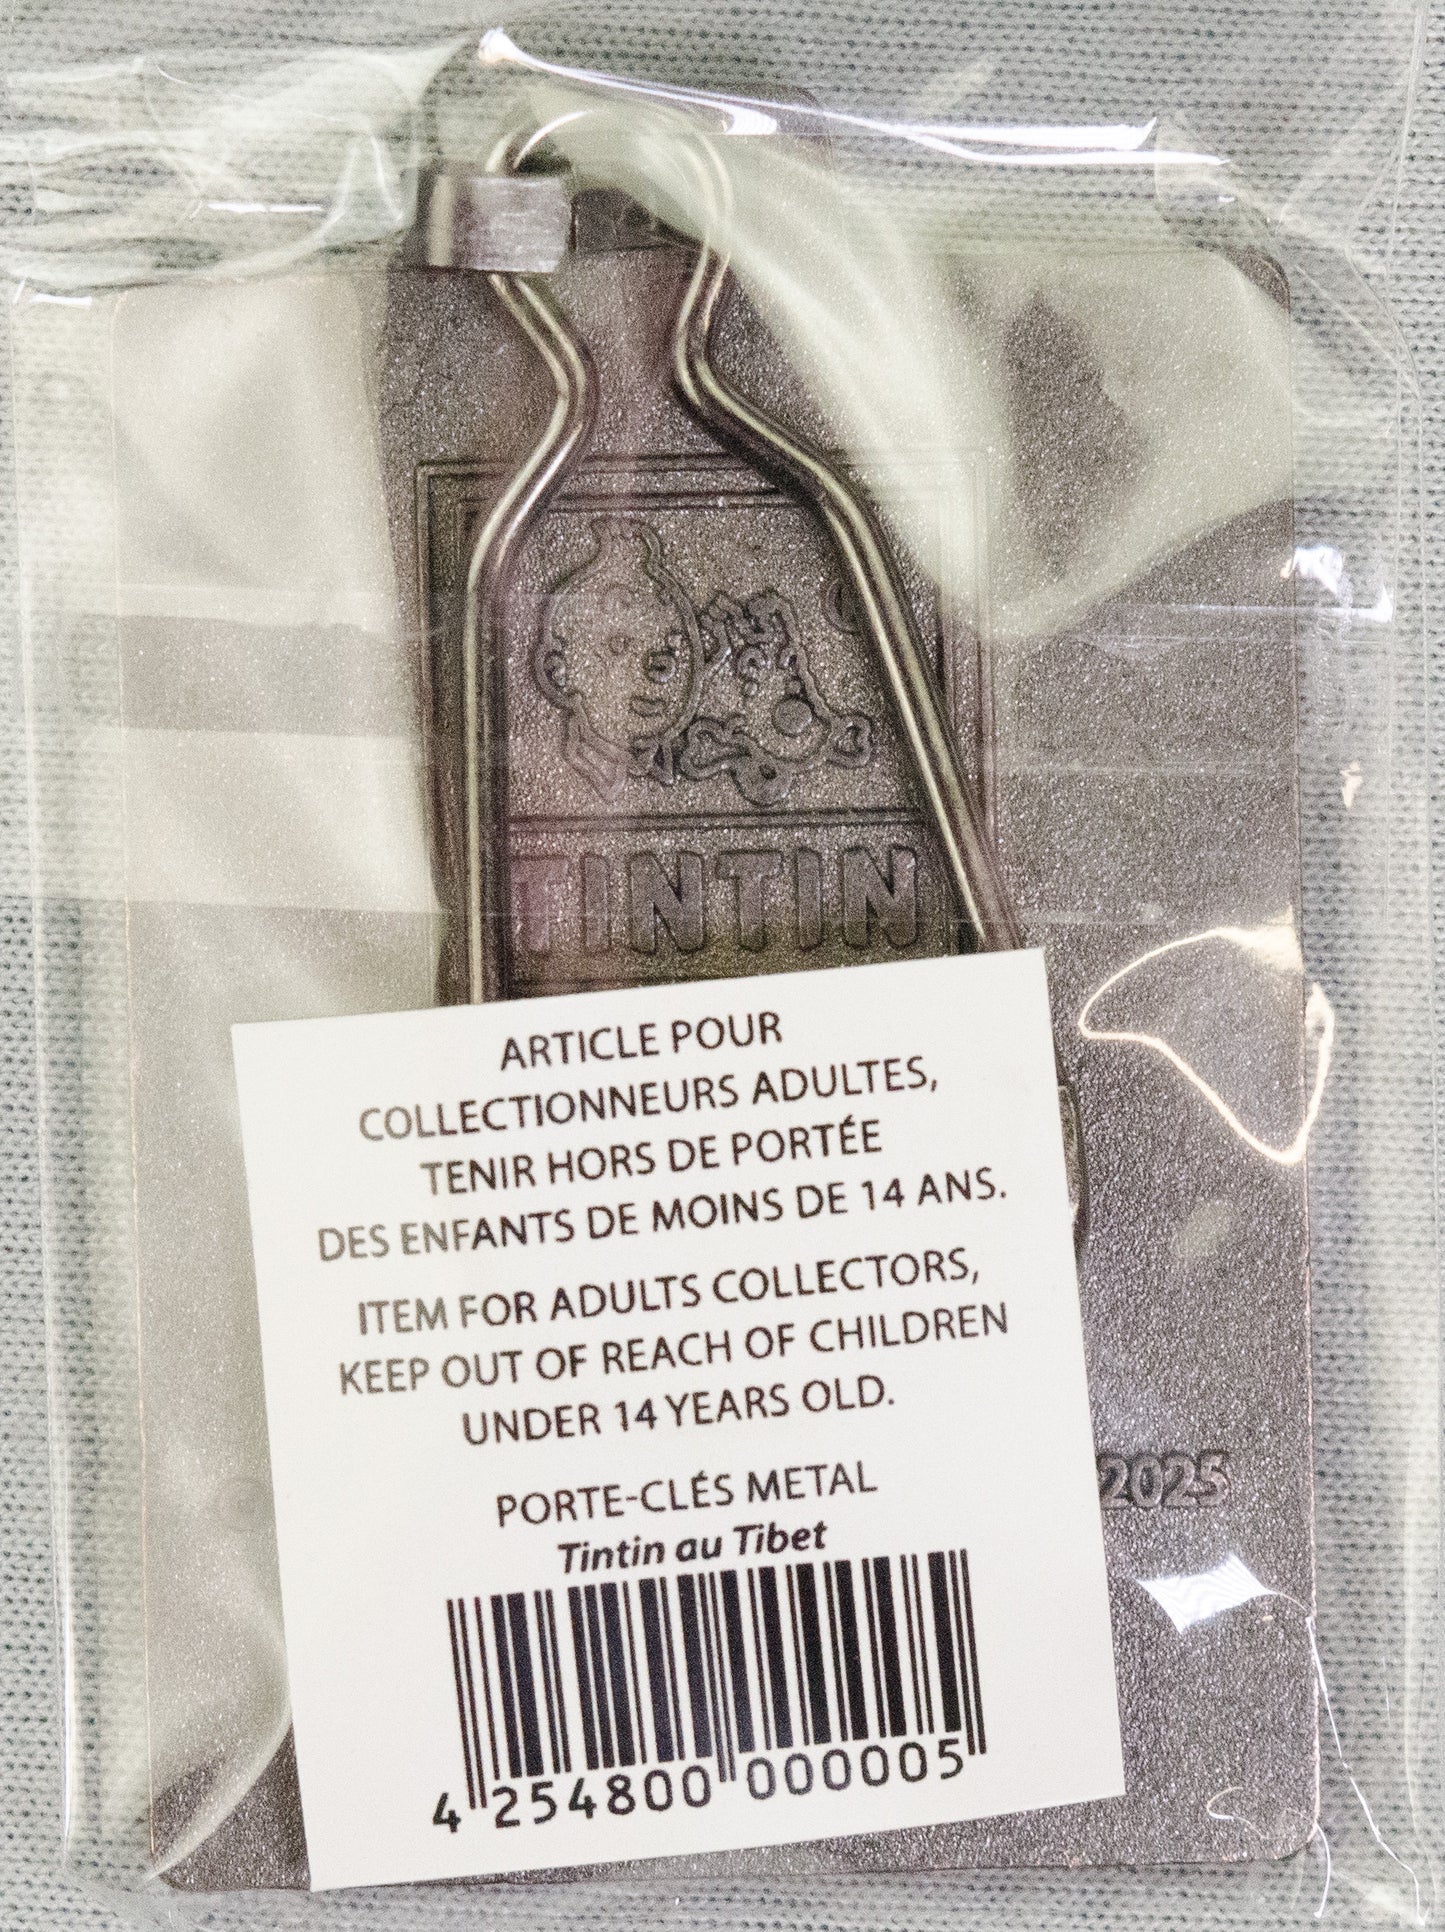 TINTIN
ARTICLE POUR
COLLECTIONNEURS ADULTES,
TENIR HORS DE PORTÉE
DES ENFANTS DE MOINS DE 14 ANS.
ITEM FOR ADULTS COLLECTORS,
KEEP OUT OF REACH OF CHILDREN
UNDER 14 YEARS OLD.
2025
PORTE-CLÉS METAL
Tintin au Tibet
4 254800 000005